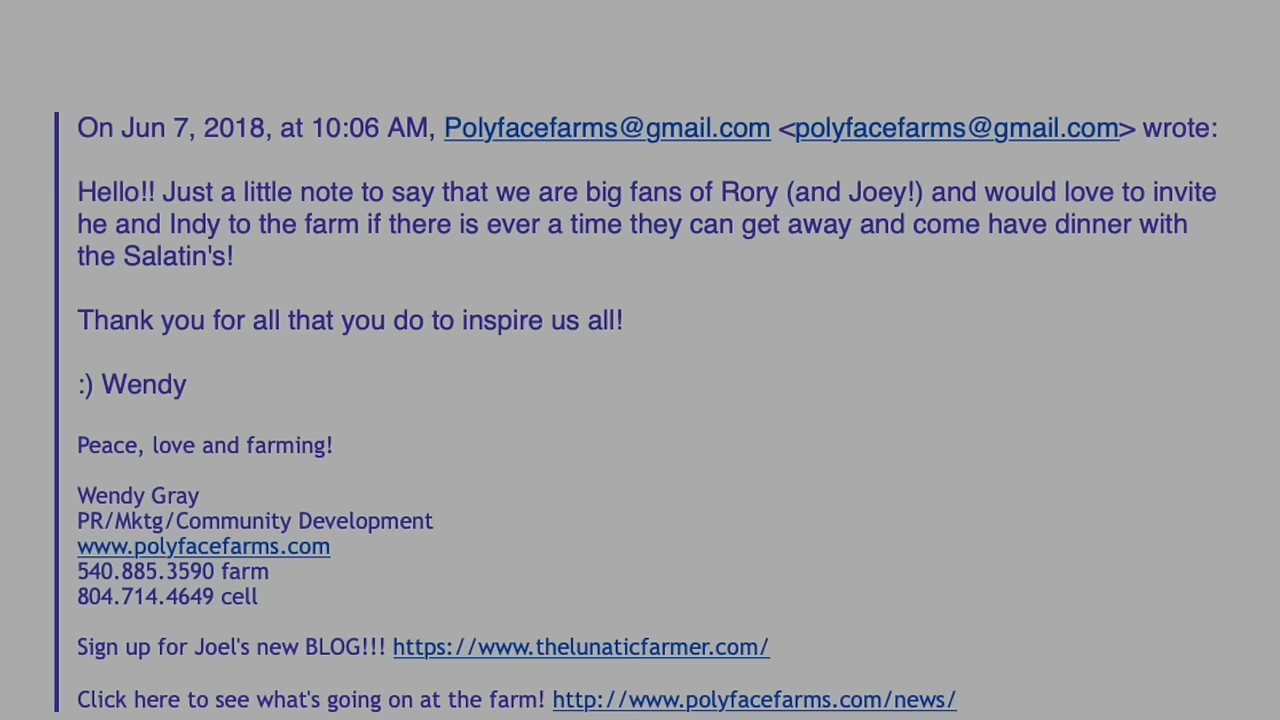 On Jun 7, 2018, at 10:06 AM, Polyfacefarms@gmail.com <polyfacefarms@gmail.com> wrote:
Hello!! Just a little note to say that we are big fans of Rory (and Joey!) and would love to invite
he and Indy to the farm if there is ever a time they can get away and come have dinner with
the Salatin's!
Thank you for all that you do to inspire us all!
:) Wendy
Peace, love and farming!
Wendy Gray
PR/Mktg/Community Development
www.polyfacefarms.com
540.885.3590 farm
804.714.4649 cell
Sign up for Joel's new BLOG!!! https://www.thelunaticfarmer.com/
Click here to see what's going on at the farm! http://www.polyfacefarms.com/news/